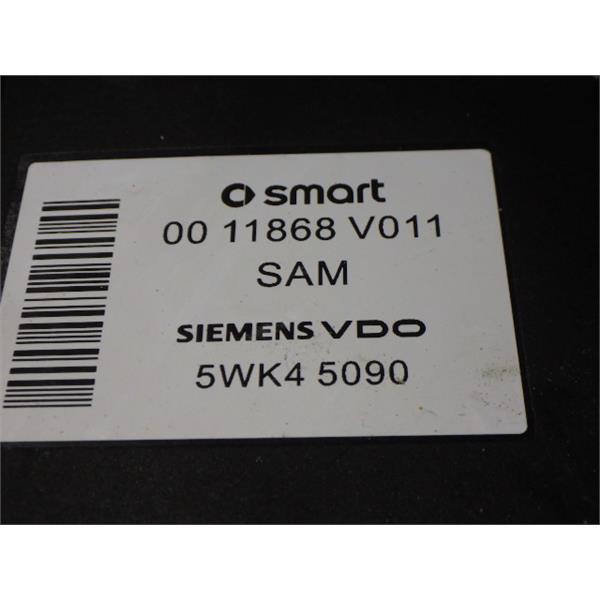 smart
00 11868 V011
SAM
SIEMENS VDO
5WK4 5090